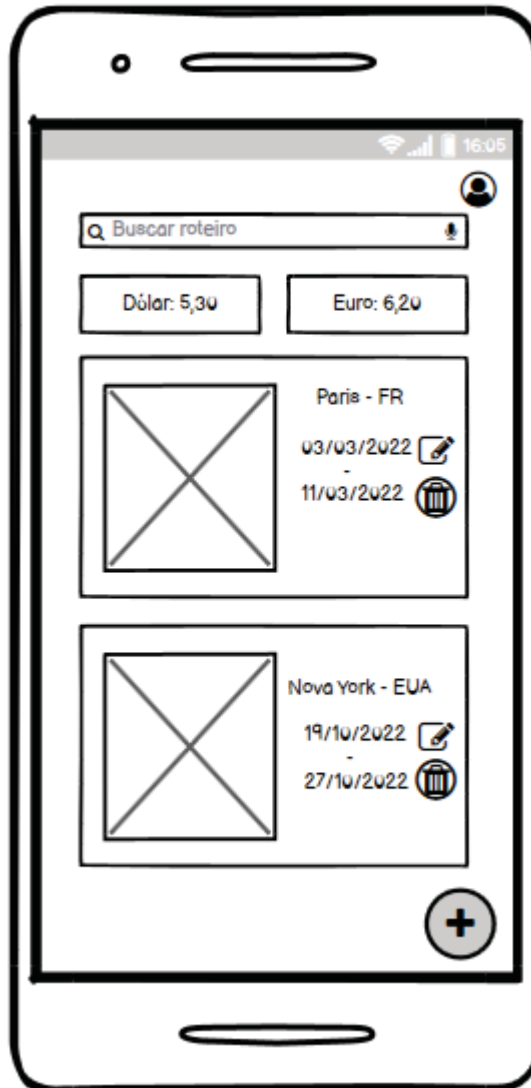 16:05
Buscar roteiro
Dólar: 5,30
Euro: 6,20
Paris - FR
03/03/2022
-
11/03/2022
Nova York - EUA
19/10/2022
-
27/10/2022